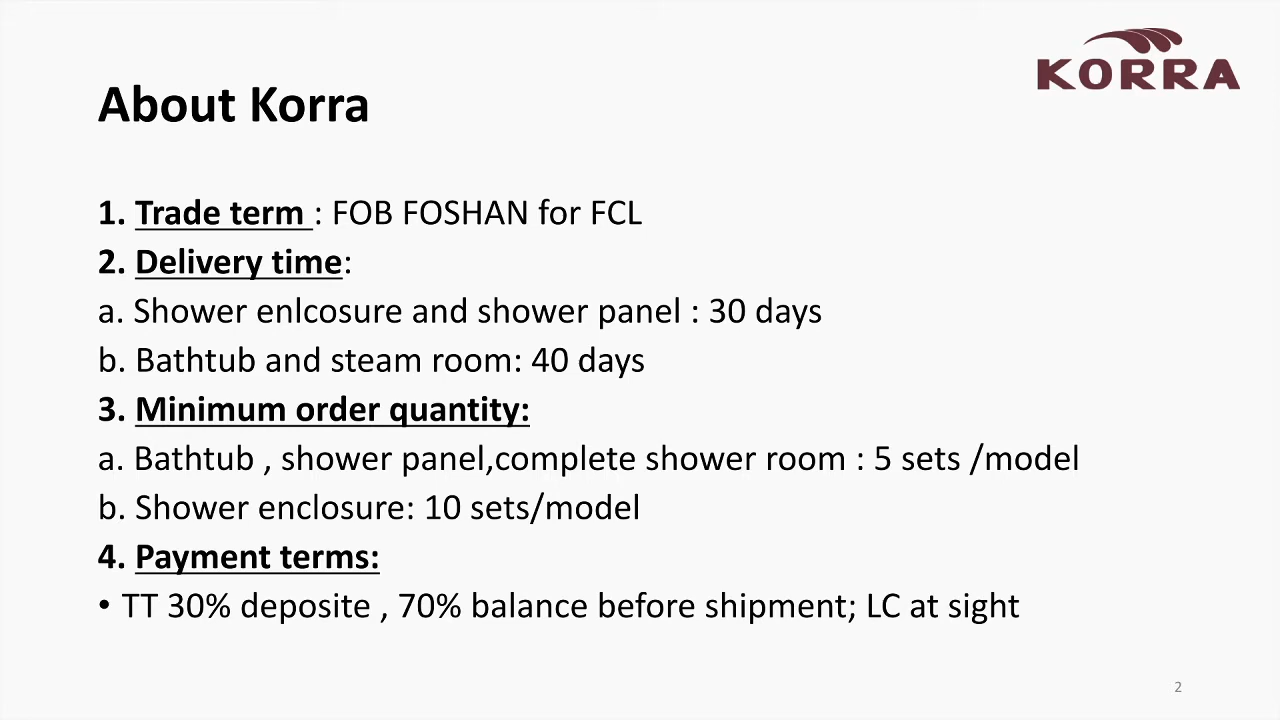 KORRA
About Korra
1. Trade term : FOB FOSHAN for FCL
2. Delivery time:
a. Shower enlcosure and shower panel : 30 days
b. Bathtub and steam room: 40 days
3. Minimum order quantity:
a. Bathtub , shower panel,complete shower room : 5 sets /model
b. Shower enclosure: 10 sets/model
4. Payment terms:
• TT 30% deposite , 70% balance before shipment; LC at sight
2